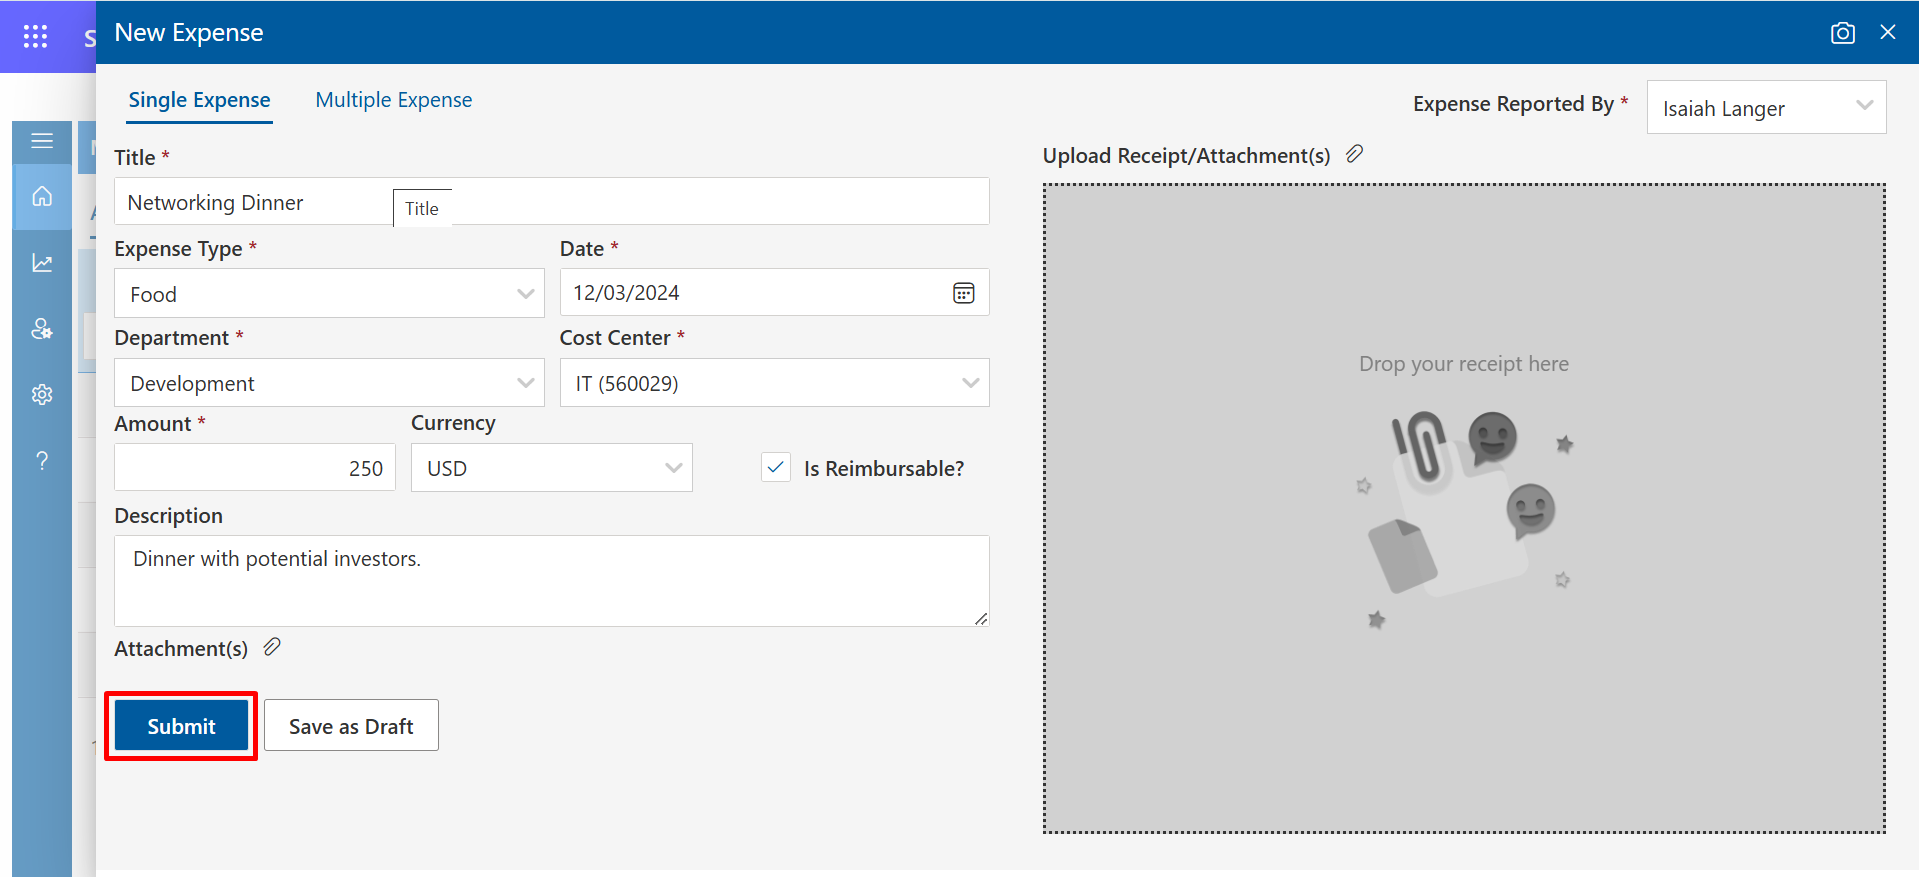 S
New Expense
Single Expense
Multiple Expense
Expense Reported By *
Isaiah Langer
Title *
Networking Dinner
Title
Upload Receipt/Attachment(s)
Drop your receipt here
Expense Type *
Food
Date *
12/03/2024
Department *
Development
Cost Center *
IT (560029)
Amount *
250
Currency
USD
Is Reimbursable?
Description
Dinner with potential investors.
Attachment(s)
Submit
Save as Draft